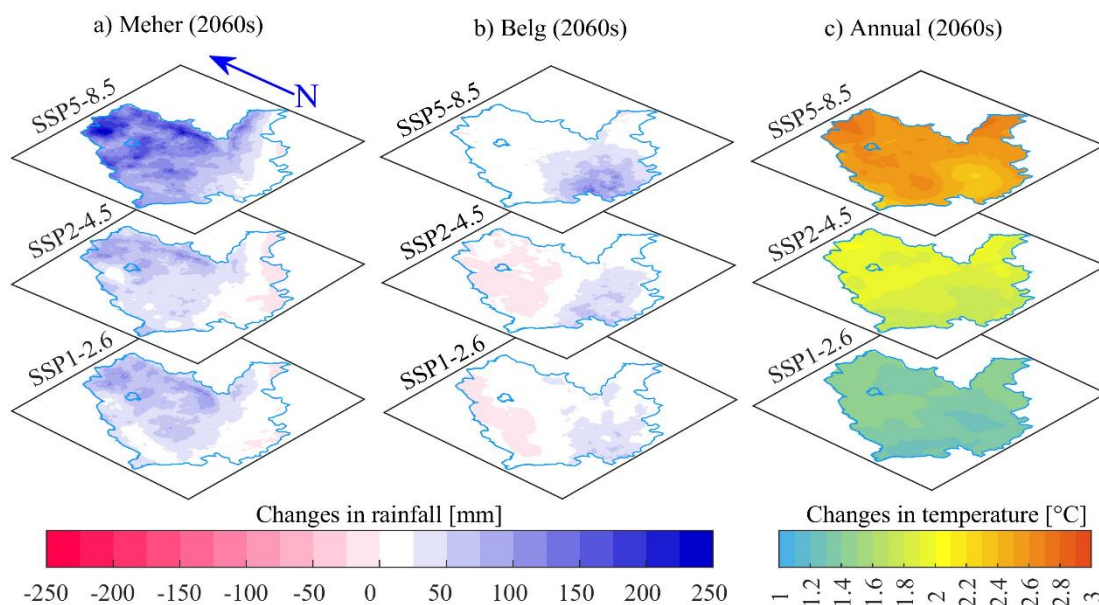 a) Meher (2060s)
b) Belg (2060s)
c) Annual (2060s)
N
SSP5-8.5
SSP5-8.5
SSP5-8.5
SSP2-4.5
SSP2-4.5
SSP2-4.5
SSP1-2.6
SSP1-2.6
SSP1-2.6
Changes in rainfall [mm]
-250 -200 -150 -100 -50 0 50 100 150 200 250
Changes in temperature [°C]
1 1.2 1.4 1.6 1.8 2 2.2 2.4 2.6 2.8 3